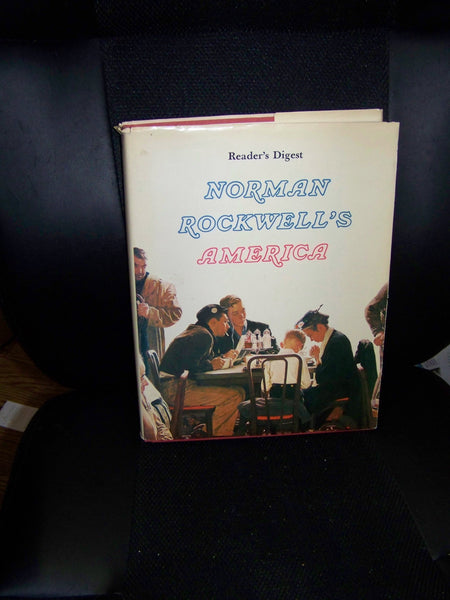 Reader's Digest
NORMAN
ROCKWELL'S
AMERICA